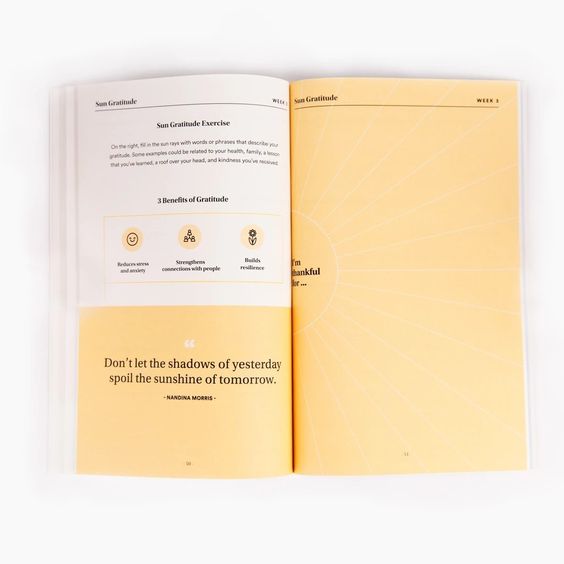 Sun Gratitude
WEEK
Sun Gratitude Exercise
On the right, fill in the sun rays with words or phrases that describe your
gratitude. Some examples could be related to your health, family, a lesson
that you've learned, a roof over your head, and kindness you've received.
3 Benefits of Gratitude
Reduces stress
and anxiety
Strengthens
connections with people
Builds
resilience
“
Don't let the shadows of yesterday
spoil the sunshine of tomorrow.
- NANDINA MORRIS -
Sun Gratitude
WEEK 3
I'm
thankful
for ...